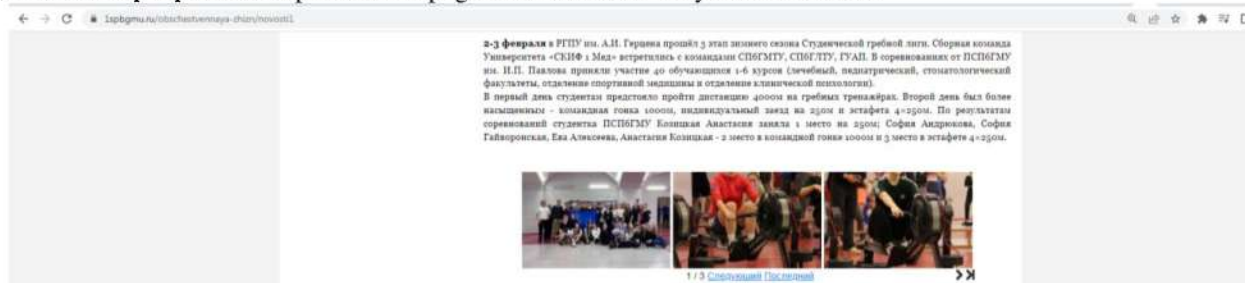 1spbgmu.ru/obschestvennaya-zhizn/novosti1
2-3 февраля в РГПУ им. А.И. Герцена прошёл 3 этап зимнего сезона Студенческой гребной лиги. Сборная команда
Университета «СКИФ 1 Мед» встретились с командами СПбГМТУ, СПбГЛТУ, ГУАП. В соревнованиях от ПСПбГМУ
им. И.П. Павлова приняли участие 40 обучающихся 1-6 курсов (лечебный, педиатрический, стоматологический
факультеты, отделение спортивной медицины и отделение клинической психологии).
В первый день студентам предстояло пройти дистанцию 4000м на гребных тренажёрах. Второй день был более
насыщенным - командная гонка 1000м, индивидуальный заезд на 250м и эстафета 4×250м. По результатам
соревнований студентка ПСПбГМУ Козицкая Анастасия заняла 1 место на 250м; София Андрюкова, София
Гайворонская, Ева Алексеева, Анастасия Козицкая - 2 место в командной гонке 1000м и 3 место в эстафете 4×250м.
1 / 3 Следующий Последний